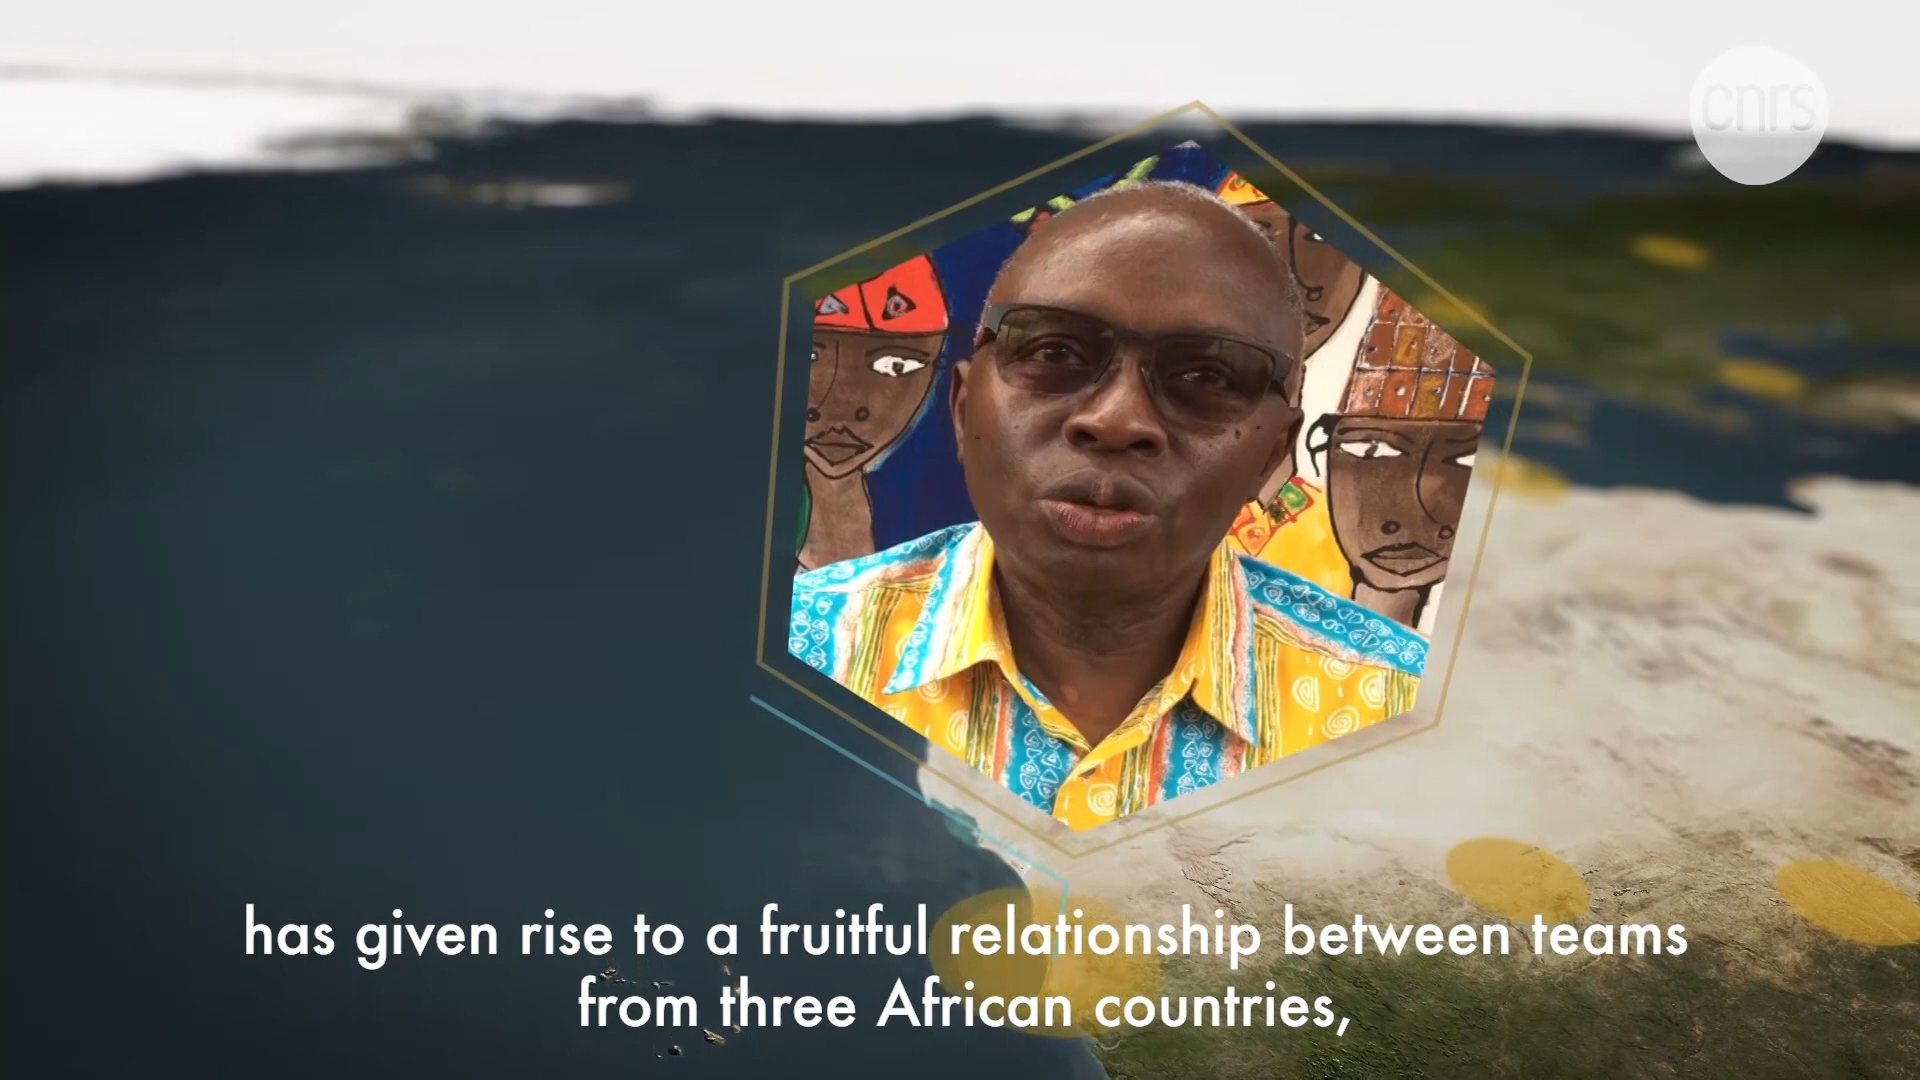 cnrs
has given rise to a fruitful relationship between teams
from three African countries,